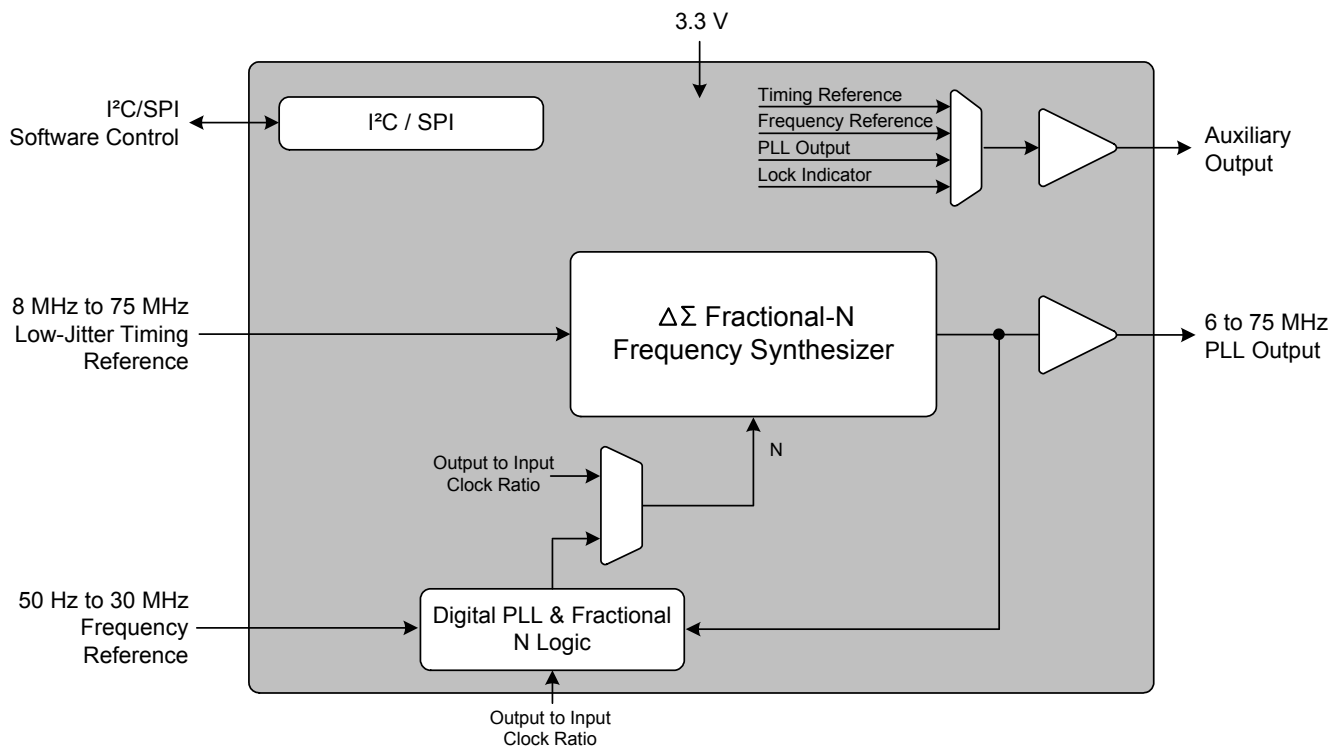 3.3 V
I²C/SPI
Software Control
I²C / SPI
Timing Reference
Frequency Reference
PLL Output
Lock Indicator
Auxiliary
Output
8 MHz to 75 MHz
Low-Jitter Timing
Reference
ΔΣ Fractional-N
Frequency Synthesizer
6 to 75 MHz
PLL Output
N
Output to Input
Clock Ratio
50 Hz to 30 MHz
Frequency
Reference
Digital PLL & Fractional
N Logic
Output to Input
Clock Ratio